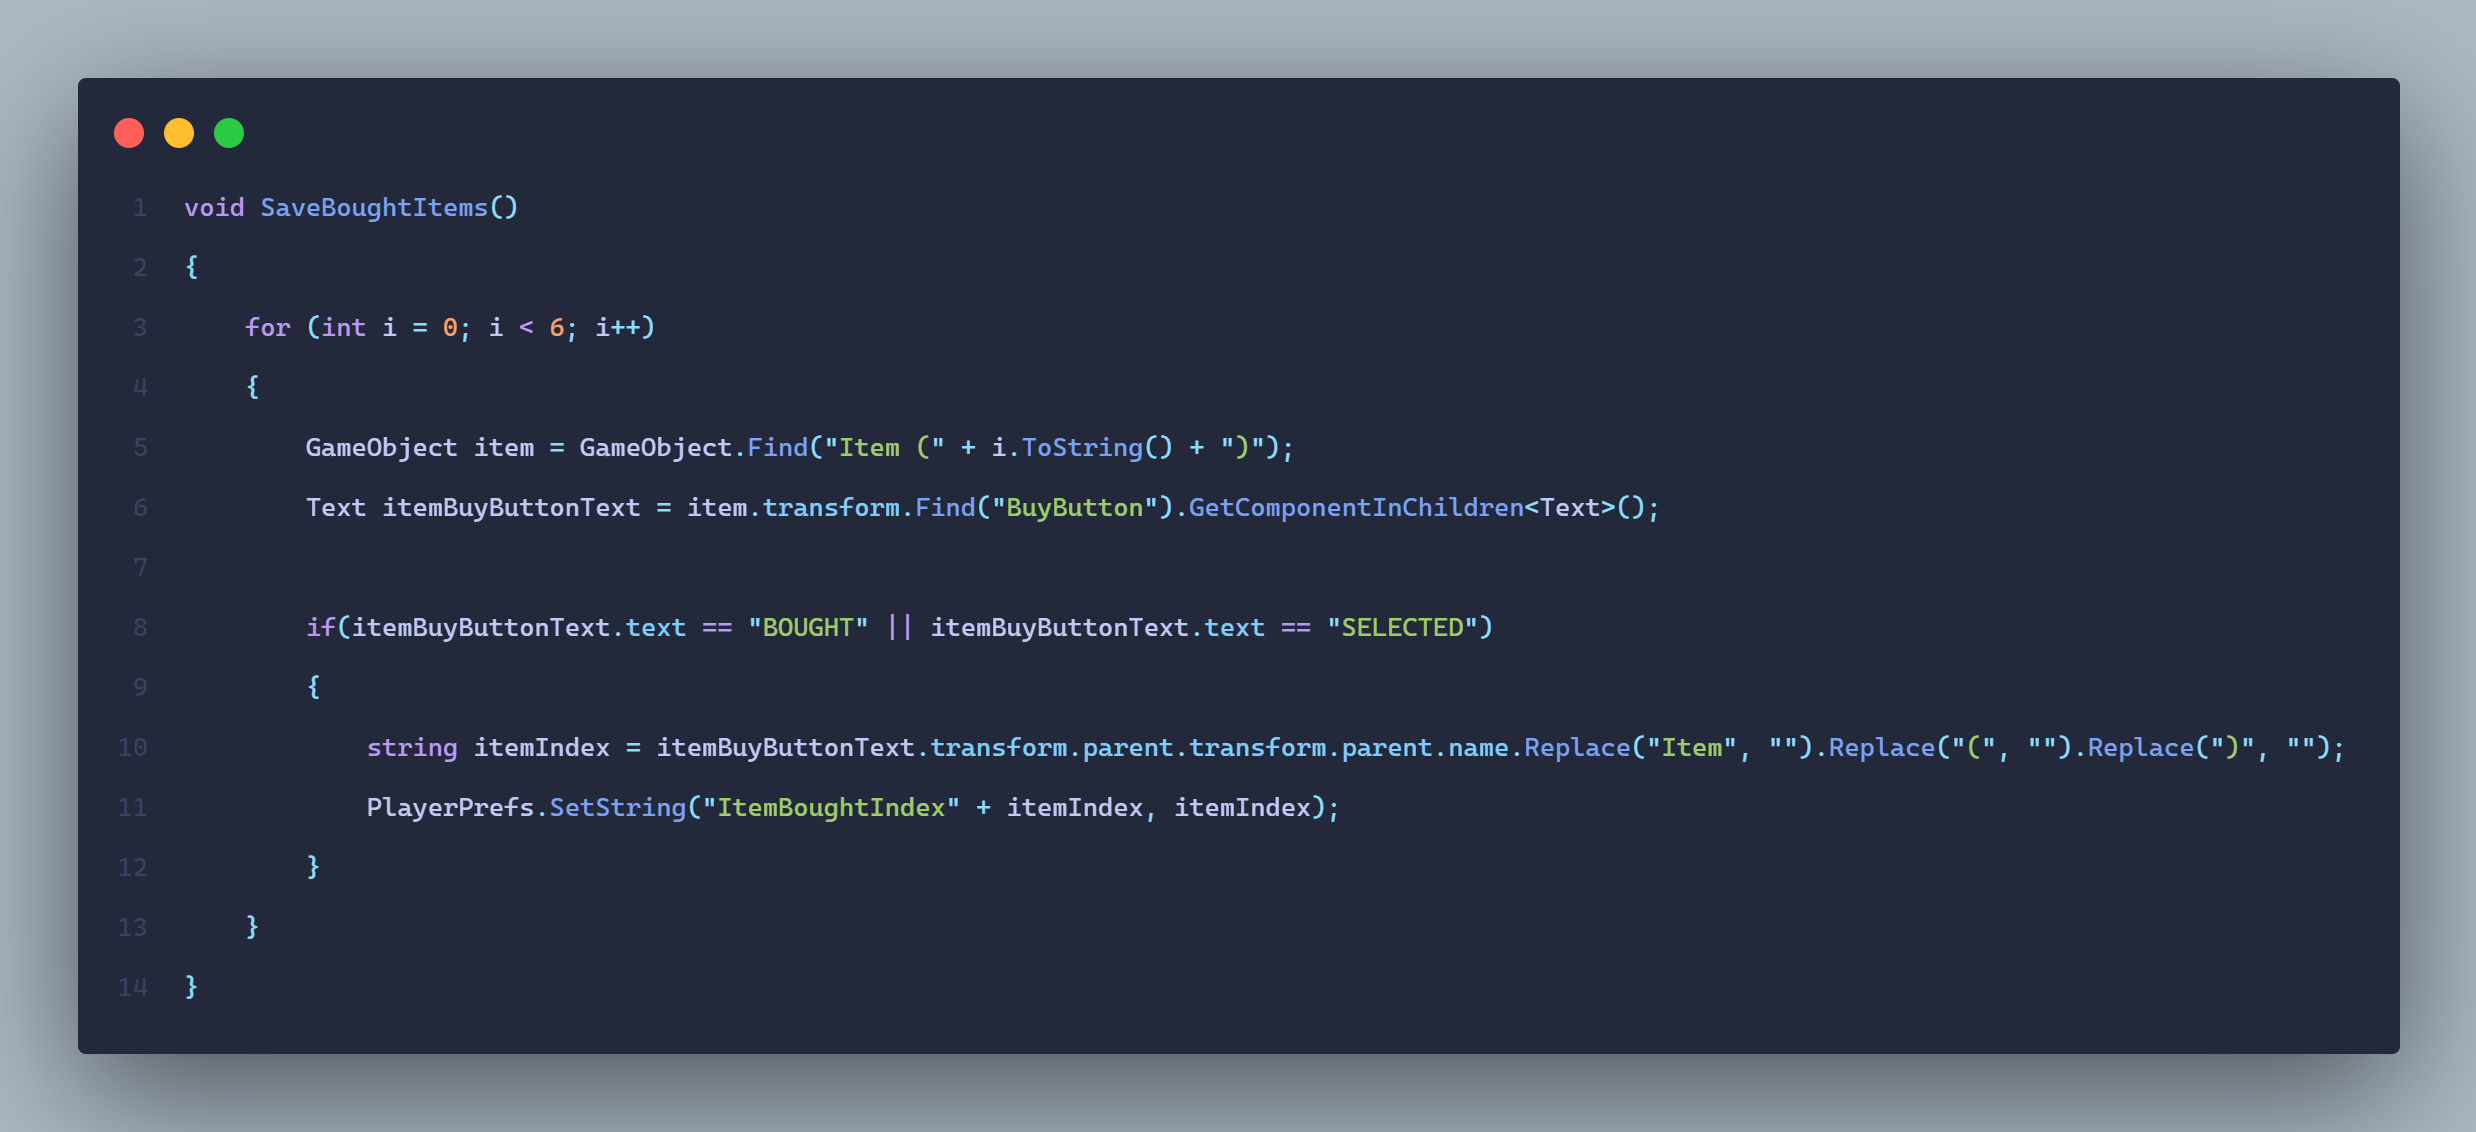 1 void SaveBoughtItems()
2 {
3     for (int i = 0; i < 6; i++)
4     {
5         GameObject item = GameObject.Find("Item (" + i.ToString() + ")");
6         Text itemBuyButtonText = item.transform.Find("BuyButton").GetComponentInChildren<Text>();
7
8         if(itemBuyButtonText.text == "BOUGHT" || itemBuyButtonText.text == "SELECTED")
9         {
10             string itemIndex = itemBuyButtonText.transform.parent.transform.parent.name.Replace("Item", "").Replace("(", "").Replace(")", "");
11             PlayerPrefs.SetString("ItemBoughtIndex" + itemIndex, itemIndex);
12         }
13     }
14 }